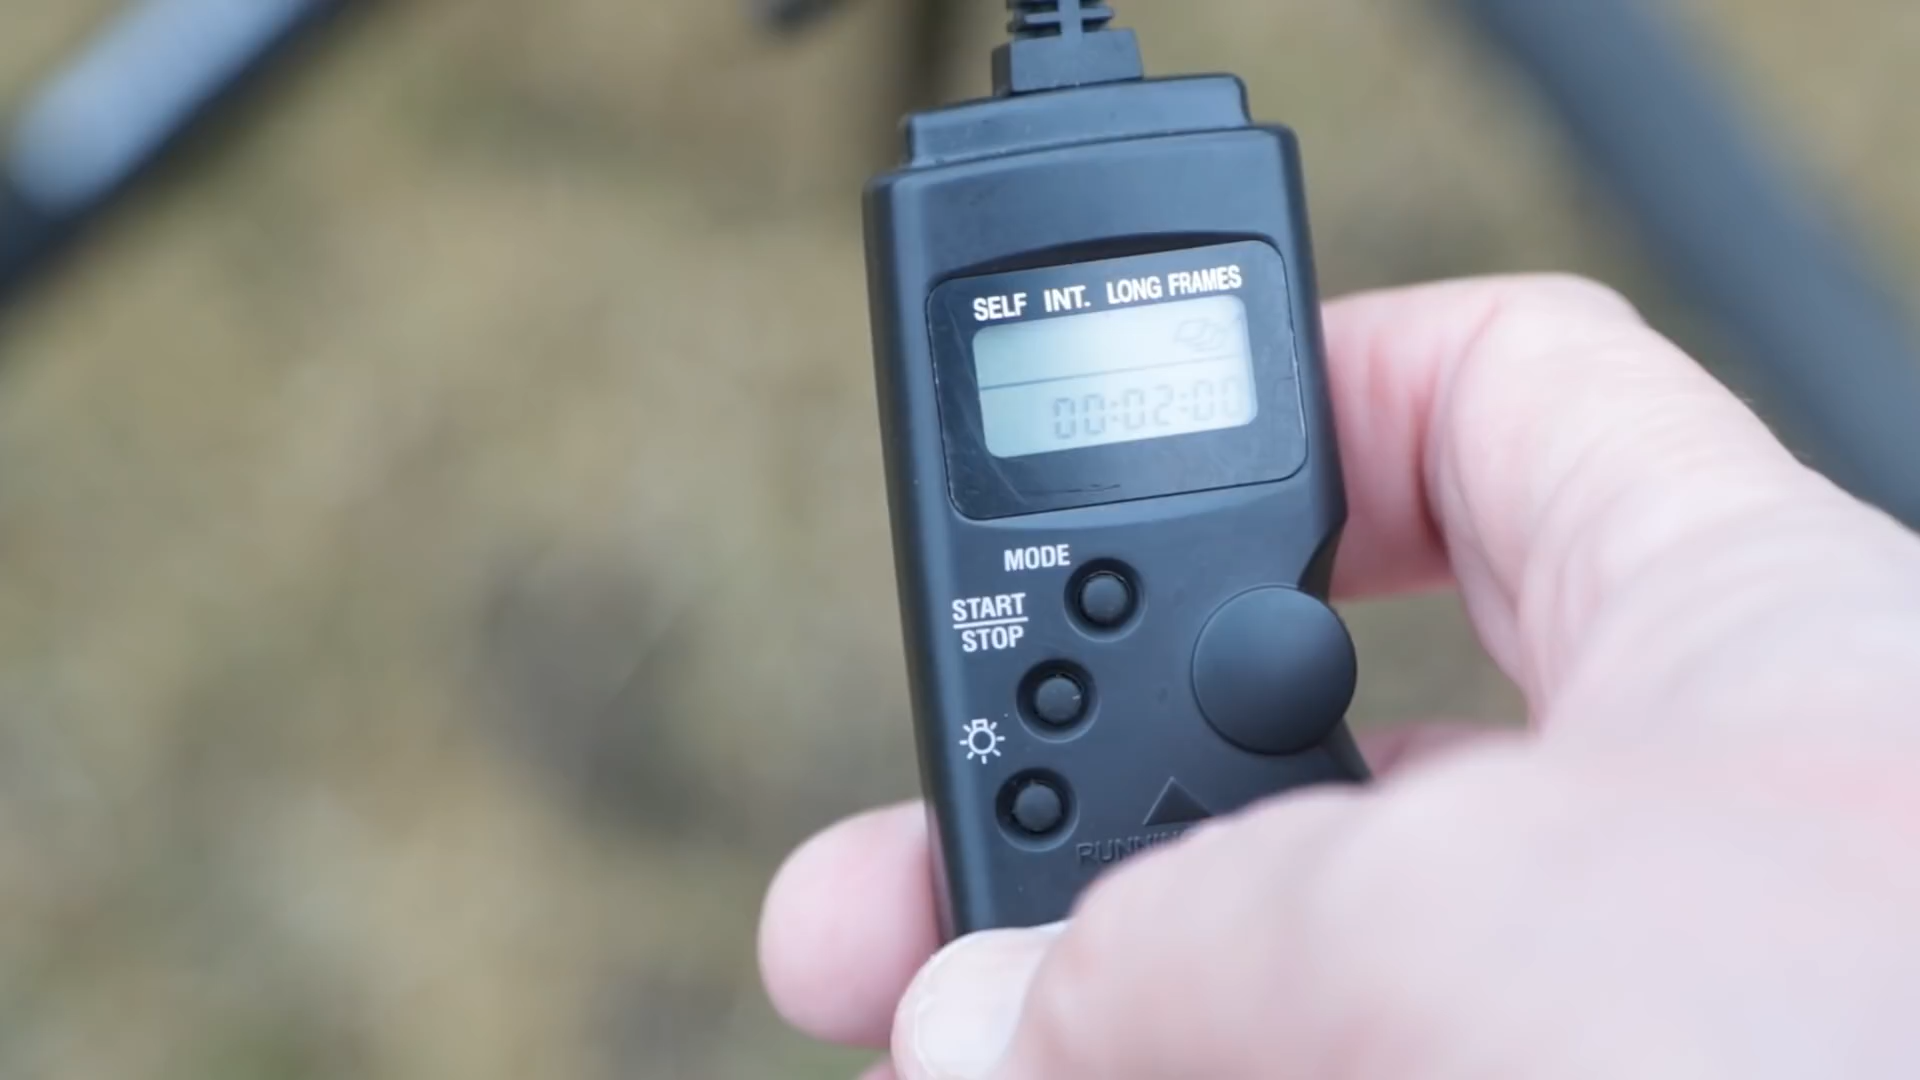 SELF INT. LONG FRAMES
00:02:00
MODE
START
STOP